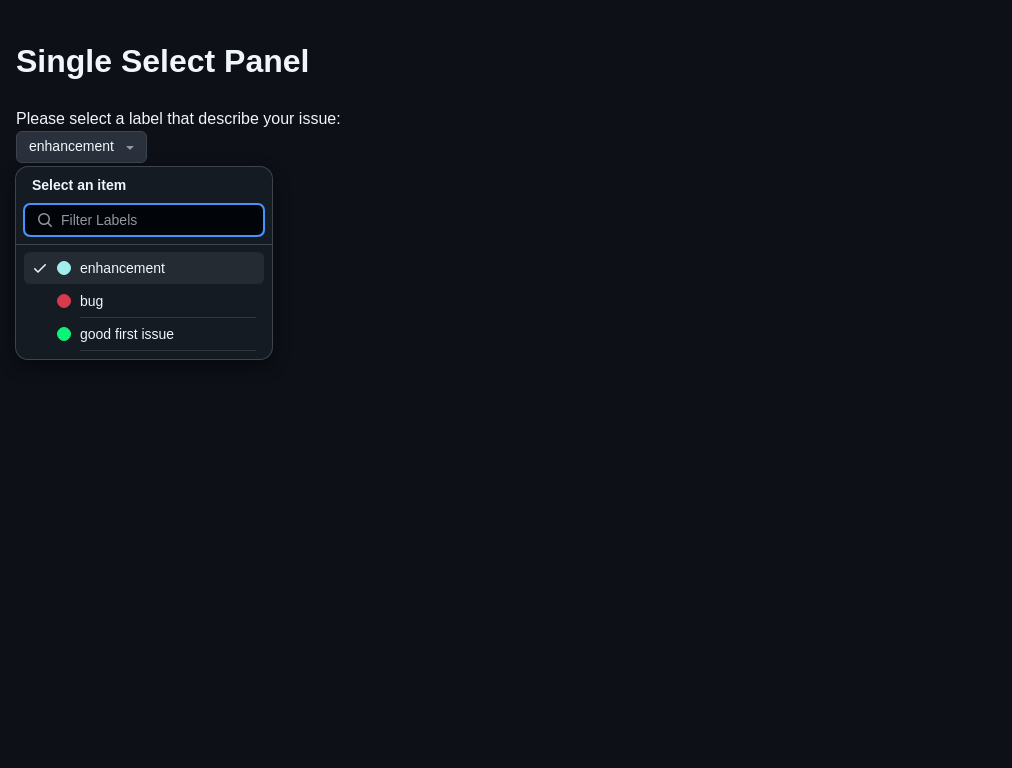 Single Select Panel
Please select a label that describe your issue:
enhancement
Select an item
Filter Labels
enhancement
bug
good first issue